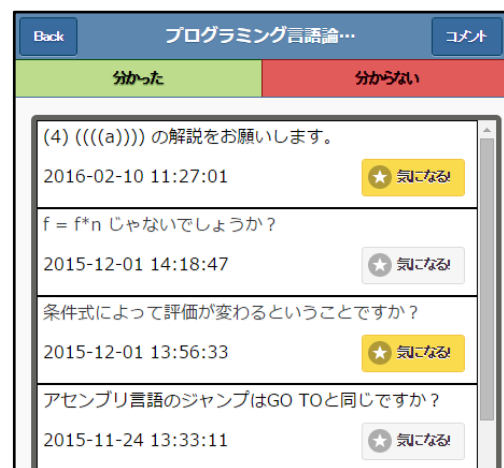 Back プログラミング言語論… コメント
分かった 分からない
(4) ((((a)))) の解説をお願いします。
2016-02-10 11:27:01 気になる!
f = f*n じゃないでしょうか？
2015-12-01 14:18:47 気になる!
条件式によって評価が変わるということですか？
2015-12-01 13:56:33 気になる!
アセンブリ言語のジャンプはGO TOと同じですか？
2015-11-24 13:33:11 気になる!